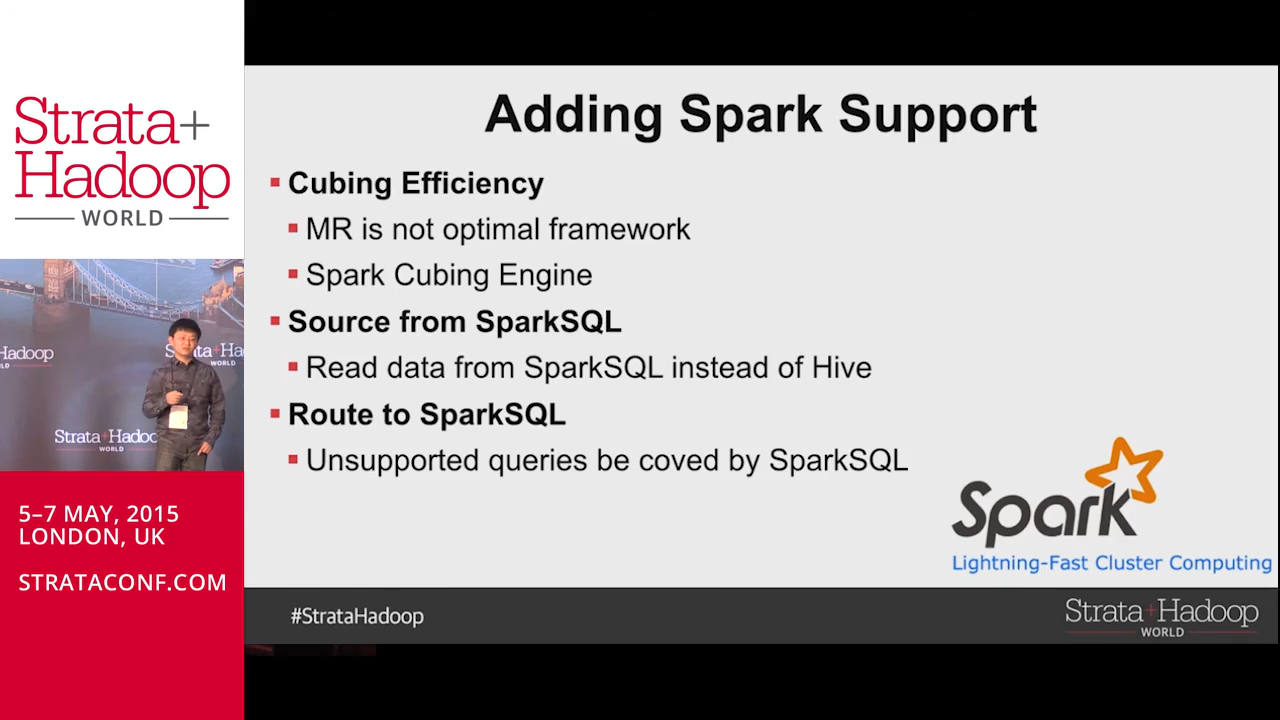 Strata+
Hadoop
WORLD
Hadoop
Strata+Hadoop
WORLD
5–7 MAY, 2015
LONDON, UK
STRATACONF.COM
Adding Spark Support
Cubing Efficiency
MR is not optimal framework
Spark Cubing Engine
Source from SparkSQL
Read data from SparkSQL instead of Hive
Route to SparkSQL
Unsupported queries be coved by SparkSQL
Spark
Lightning-Fast Cluster Computing
#StrataHadoop
Strata+Hadoop
WORLD